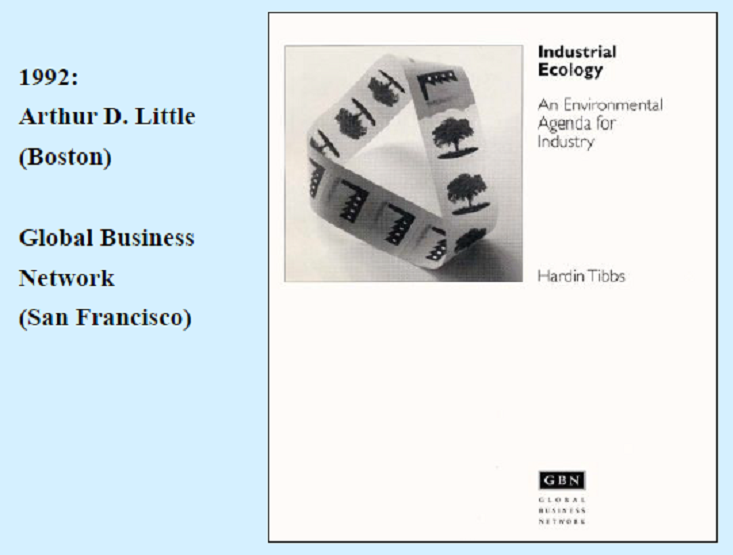 1992:
Arthur D. Little
(Boston)
Global Business
Network
(San Francisco)
Industrial
Ecology
An Environmental
Agenda for
Industry
Hardin Tibbs
GBN
GLOBAL
BUSINESS
NETWORK